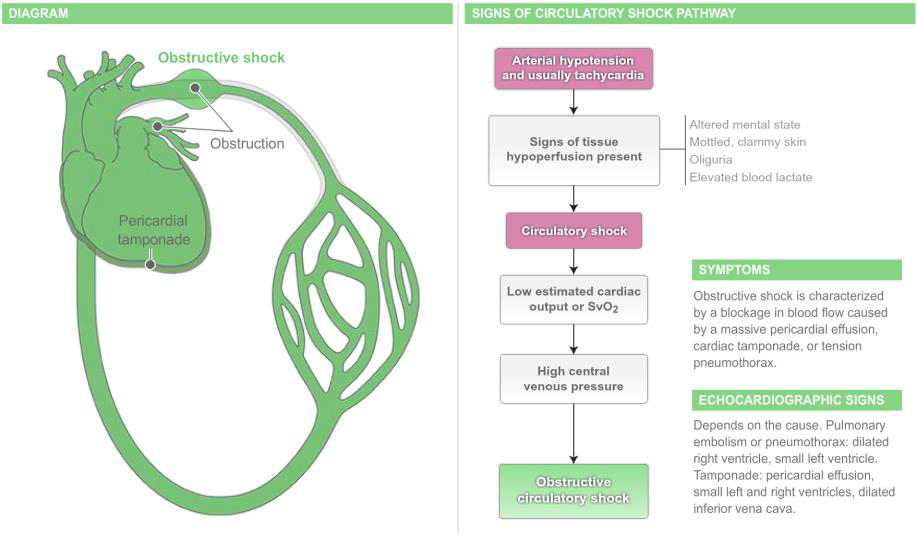 DIAGRAM
Obstructive shock
Obstruction
Pericardial
tamponade
SIGNS OF CIRCULATORY SHOCK PATHWAY
Arterial hypotension
and usually tachycardia
Signs of tissue
hypoperfusion present
Altered mental state
Mottled, clammy skin
Oliguria
Elevated blood lactate
Circulatory shock
Low estimated cardiac
output or SvO₂
High central
venous pressure
Obstructive
circulatory shock
SYMPTOMS
Obstructive shock is characterized
by a blockage in blood flow caused
by a massive pericardial effusion,
cardiac tamponade, or tension
pneumothorax.
ECHOCARDIOGRAPHIC SIGNS
Depends on the cause. Pulmonary
embolism or pneumothorax: dilated
right ventricle, small left ventricle.
Tamponade: pericardial effusion,
small left and right ventricles, dilated
inferior vena cava.